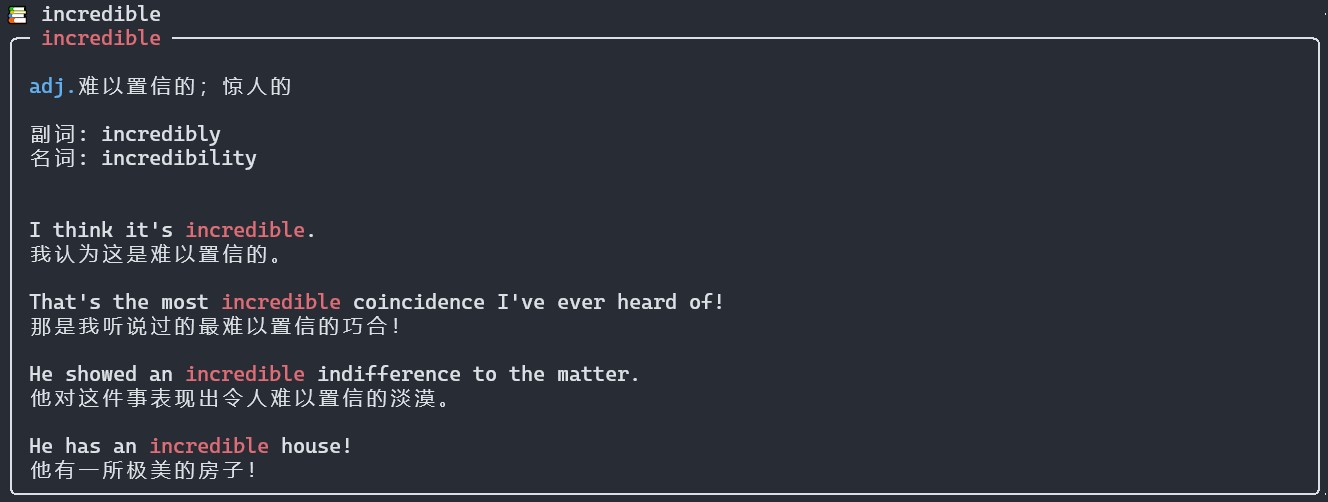 incredible
incredible
adj.难以置信的; 惊人的
副词: incredibly
名词: incredibility
I think it's incredible.
我认为这是难以置信的。
That's the most incredible coincidence I've ever heard of!
那是我听说过的最难以置信的巧合!
He showed an incredible indifference to the matter.
他对这件事表现出令人难以置信的淡漠。
He has an incredible house!
他有一所极美的房子!